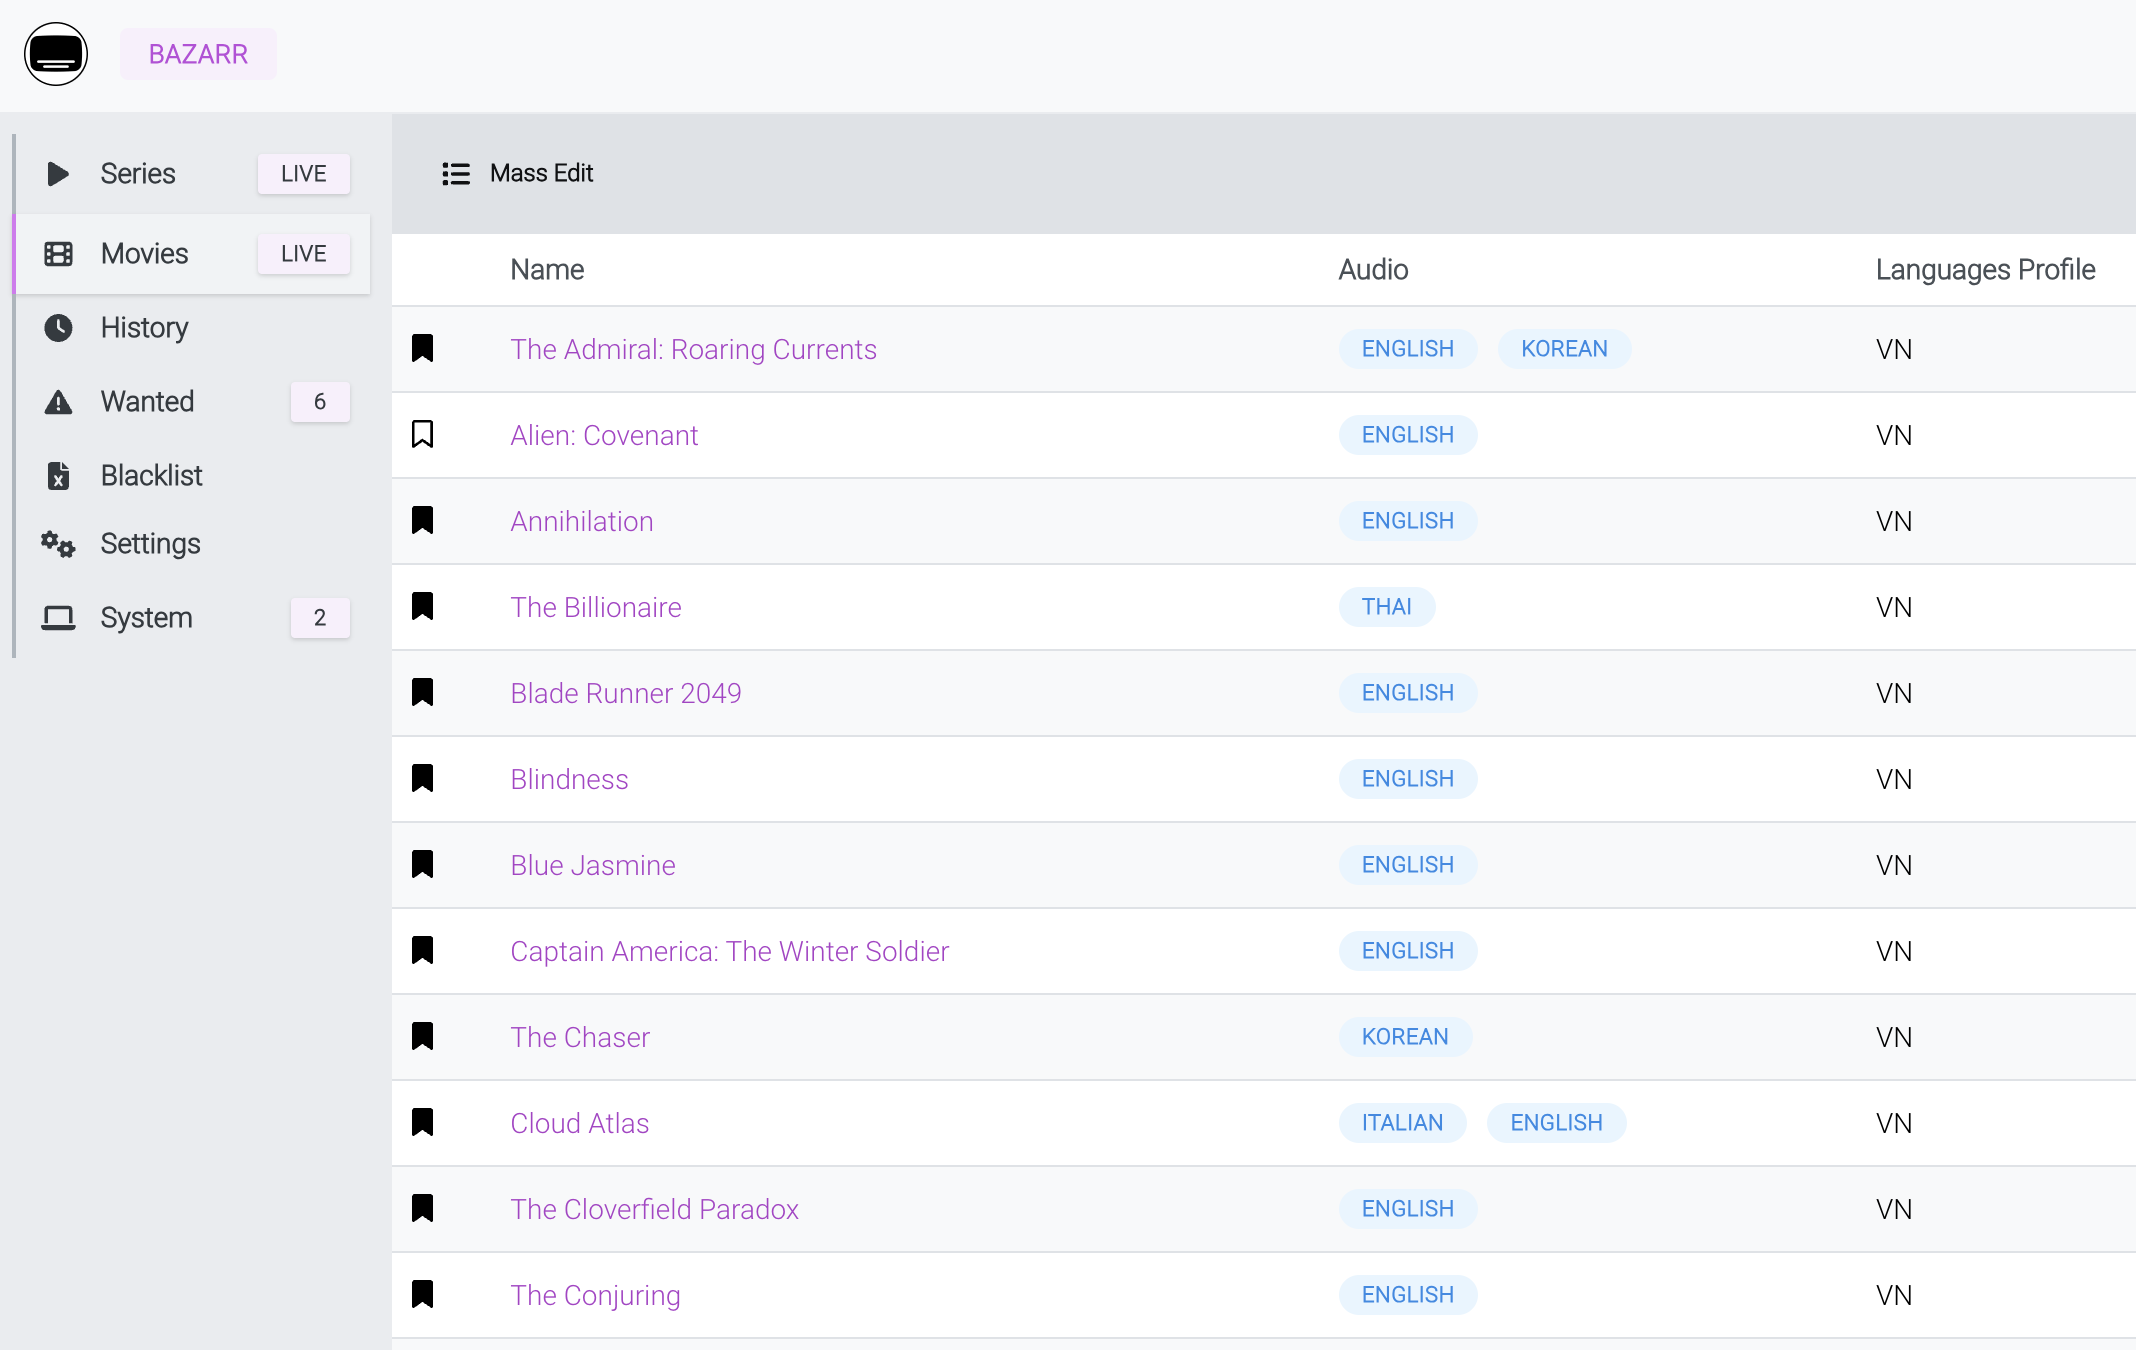 BAZARR
Series LIVE
Movies LIVE
History
Wanted 6
Blacklist
Settings
System 2
Mass Edit
Name Audio Languages Profile
The Admiral: Roaring Currents ENGLISH KOREAN VN
Alien: Covenant ENGLISH VN
Annihilation ENGLISH VN
The Billionaire THAI VN
Blade Runner 2049 ENGLISH VN
Blindness ENGLISH VN
Blue Jasmine ENGLISH VN
Captain America: The Winter Soldier ENGLISH VN
The Chaser KOREAN VN
Cloud Atlas ITALIAN ENGLISH VN
The Cloverfield Paradox ENGLISH VN
The Conjuring ENGLISH VN